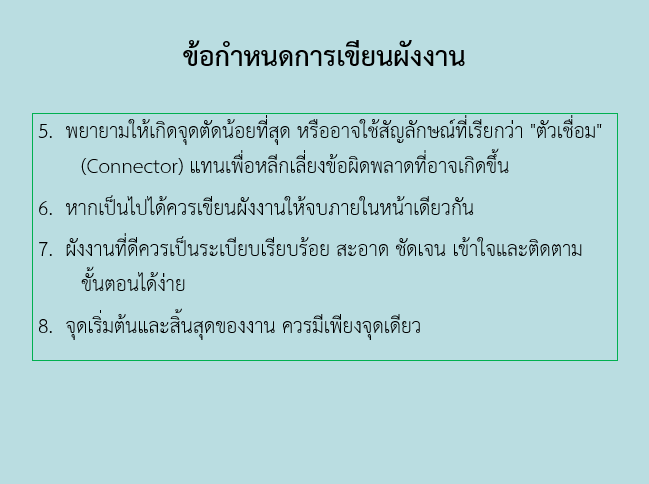 ข้อกำหนดการเขียนผังงาน
5. พยายามให้เกิดจุดตัดน้อยที่สุด หรืออาจใช้สัญลักษณ์ที่เรียกว่า "ตัวเชื่อม"
(Connector) แทนเพื่อหลีกเลี่ยงข้อผิดพลาดที่อาจเกิดขึ้น
6. หากเป็นไปได้ควรเขียนผังงานให้จบภายในหน้าเดียวกัน
7. ผังงานที่ดีควรเป็นระเบียบเรียบร้อย สะอาด ชัดเจน เข้าใจและติดตาม
ขั้นตอนได้ง่าย
8. จุดเริ่มต้นและสิ้นสุดของงาน ควรมีเพียงจุดเดียว